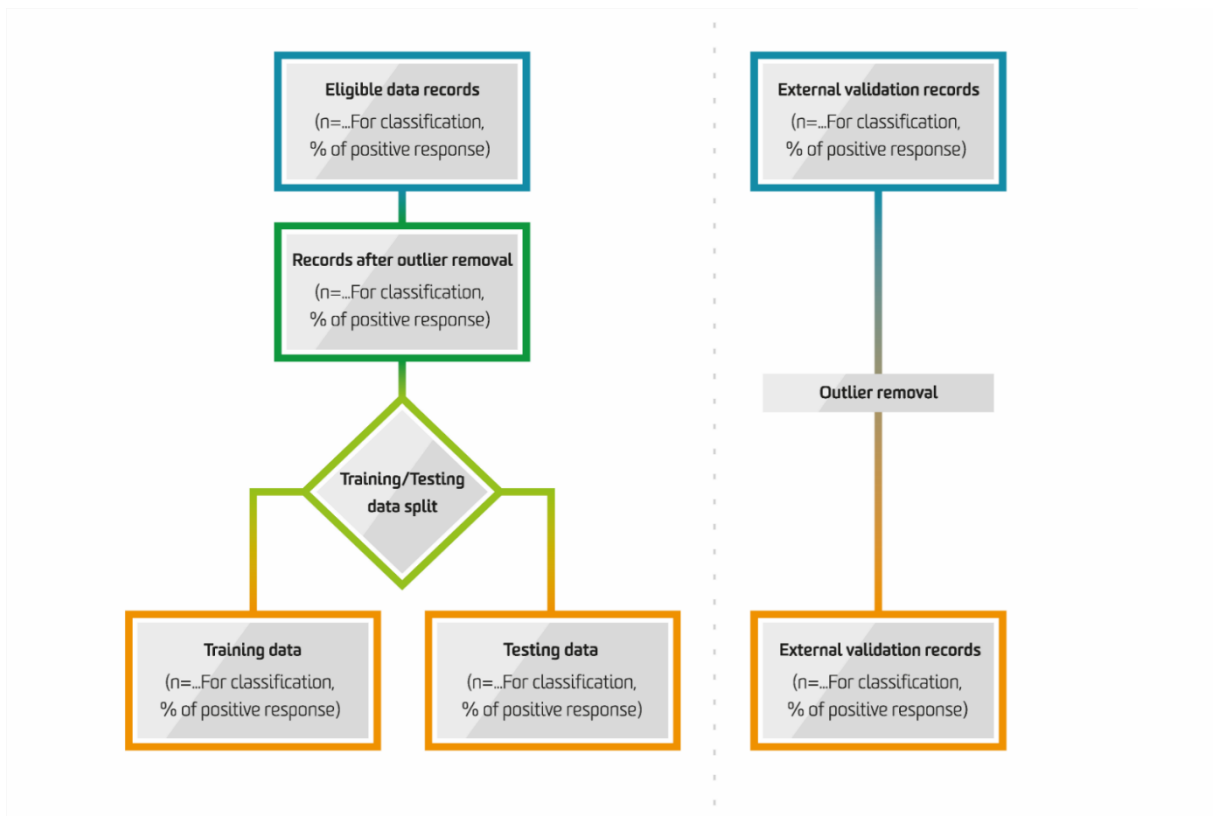 Eligible data records
(n=...For classification,
% of positive response)
Records after outlier removal
(n=...For classification,
% of positive response)
Training/Testing
data split
Training data
(n=...For classification,
% of positive response)
Testing data
(n=...For classification,
% of positive response)
External validation records
(n=...For classification,
% of positive response)
Outlier removal
External validation records
(n=...For classification,
% of positive response)